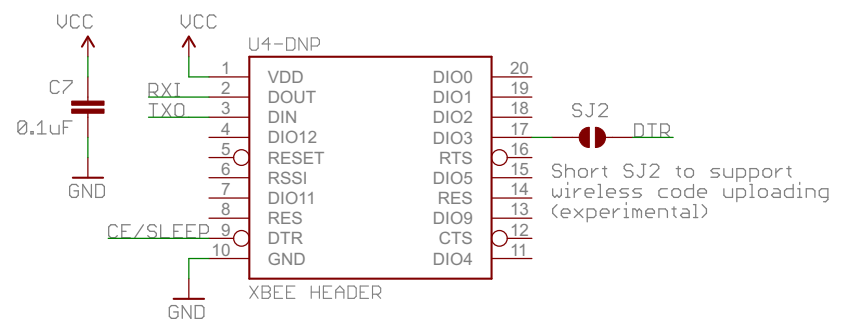 VCC
VCC
U4-DNP
C7
0.1uF
GND
RXI
TXO
CE/SLEEP
GND
1 VDD DIO0 20
2 DOUT DIO1 19
3 DIN DIO2 18
4 DIO12 DIO3 17
5 RESET RTS 16
6 RSSI DIO5 15
7 DIO11 RES 14
8 RES DIO9 13
9 DTR CTS 12
10 GND DIO4 11
XBEE HEADER
SJ2
DTR
Short SJ2 to support
wireless code uploading
(experimental)